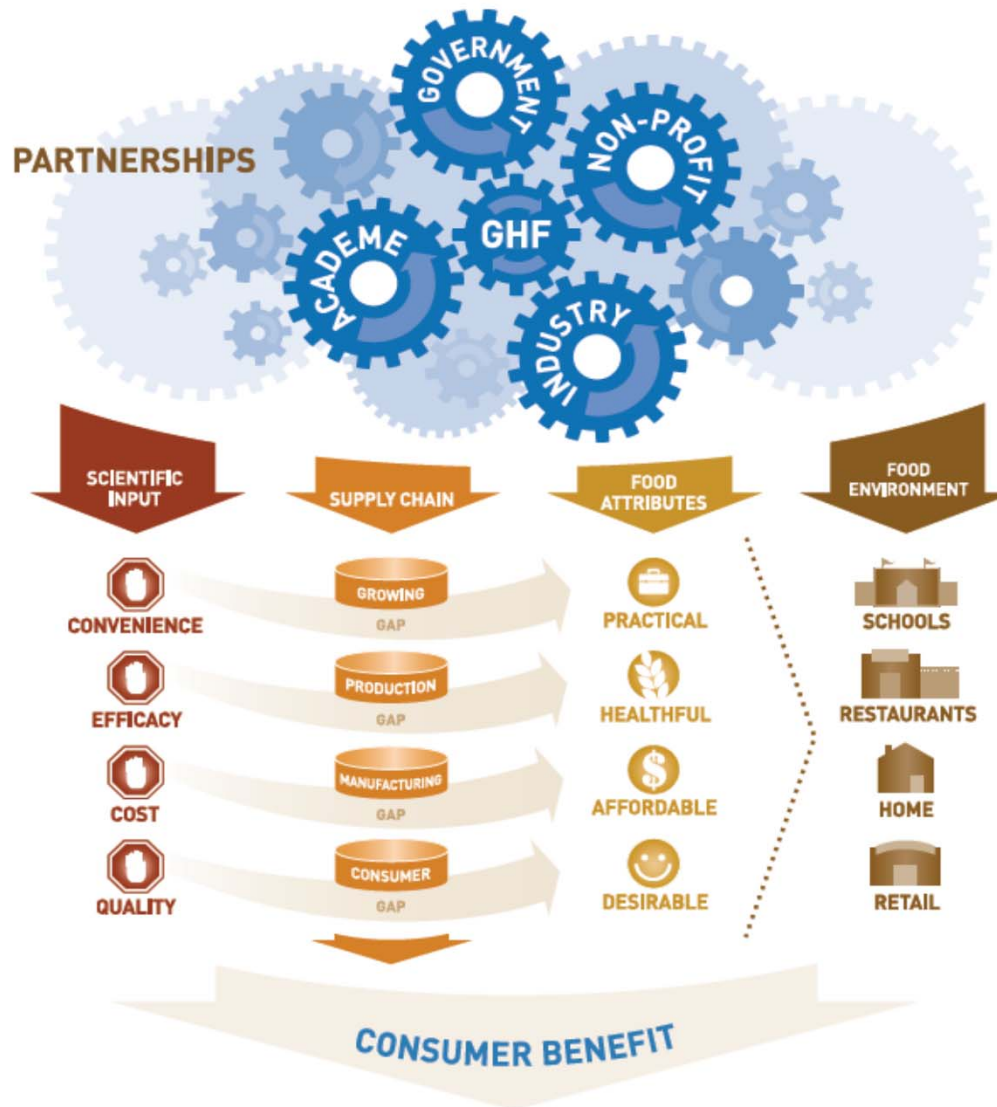 PARTNERSHIPS
GOVERNMENT
NON-PROFIT
ACADEME
GHF
INDUSTRY
SCIENTIFIC
INPUT
SUPPLY CHAIN
FOOD
ATTRIBUTES
FOOD
ENVIRONMENT
CONVENIENCE
GROWING
GAP
PRACTICAL
SCHOOLS
EFFICACY
PRODUCTION
GAP
HEALTHFUL
RESTAURANTS
COST
MANUFACTURING
GAP
$
AFFORDABLE
HOME
QUALITY
CONSUMER
GAP
DESIRABLE
RETAIL
CONSUMER BENEFIT